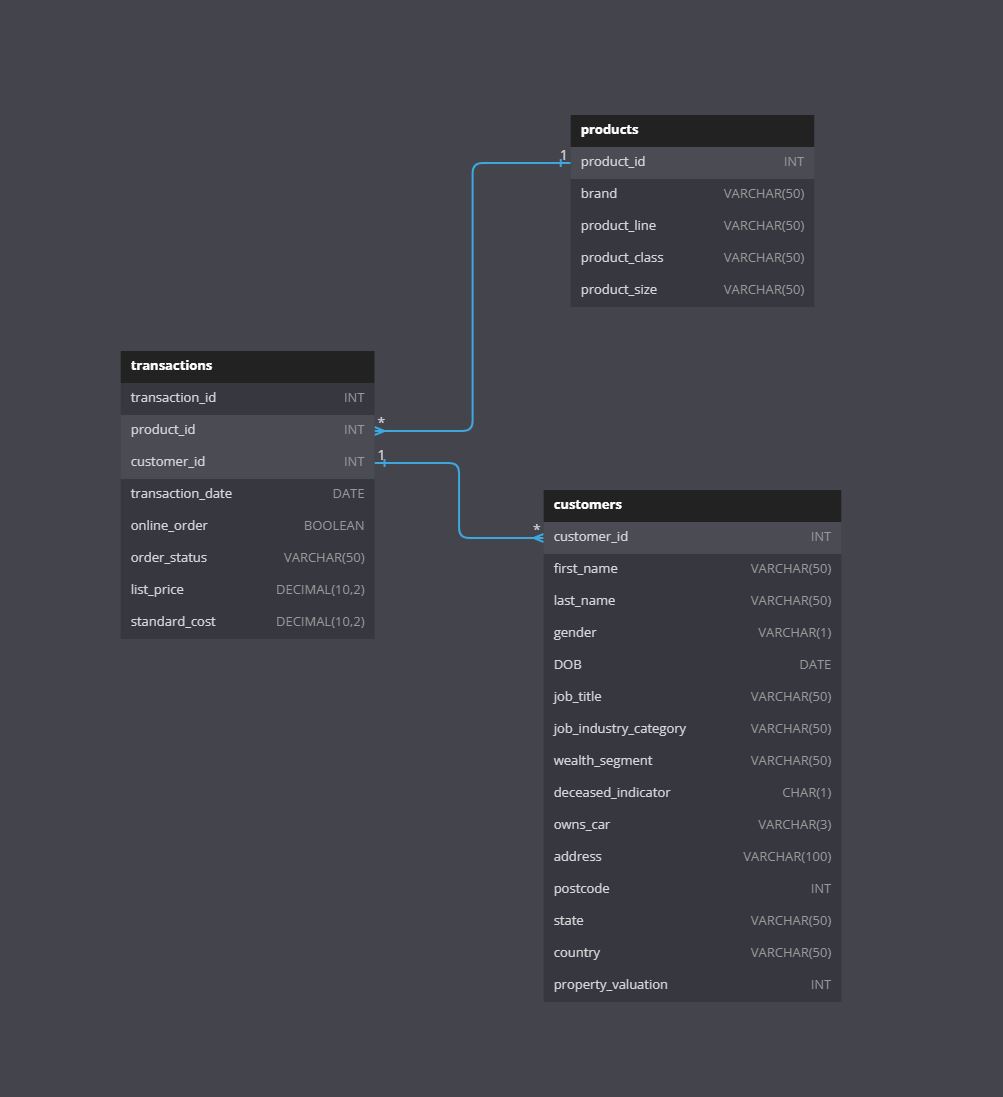 products
1
product_id INT
brand VARCHAR(50)
product_line VARCHAR(50)
product_class VARCHAR(50)
product_size VARCHAR(50)
transactions
transaction_id INT
*
product_id INT
1
customer_id INT
transaction_date DATE
online_order BOOLEAN
order_status VARCHAR(50)
list_price DECIMAL(10,2)
standard_cost DECIMAL(10,2)
customers
*
customer_id INT
first_name VARCHAR(50)
last_name VARCHAR(50)
gender VARCHAR(1)
DOB DATE
job_title VARCHAR(50)
job_industry_category VARCHAR(50)
wealth_segment VARCHAR(50)
deceased_indicator CHAR(1)
owns_car VARCHAR(3)
address VARCHAR(100)
postcode INT
state VARCHAR(50)
country VARCHAR(50)
property_valuation INT